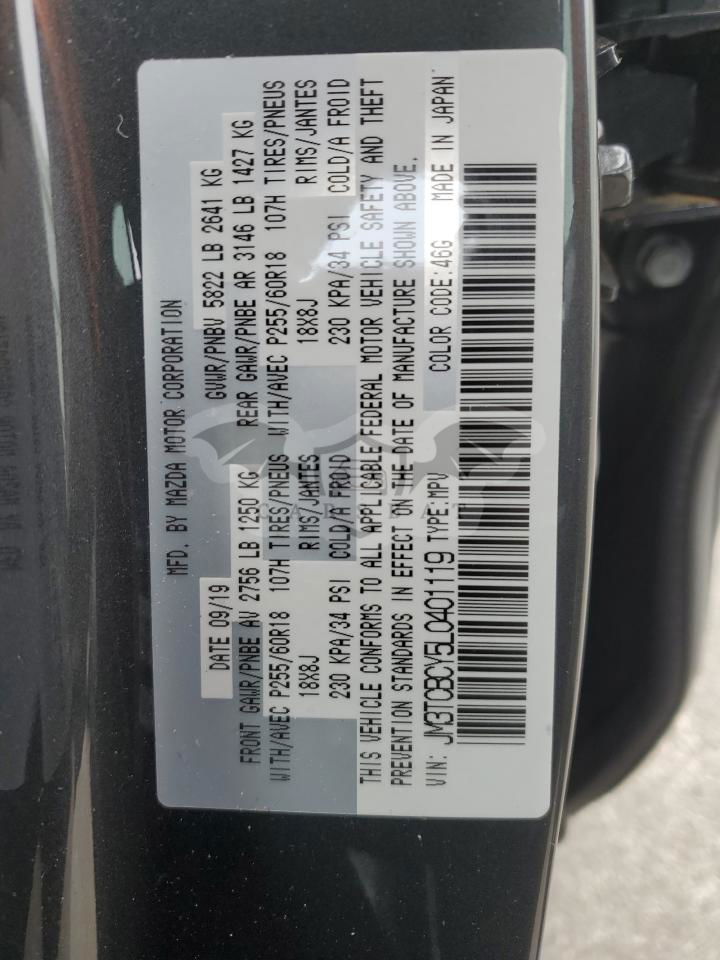 MFD. BY MAZDA MOTOR CORPORATION
DATE 09/19 GVWR/PNBV 5822 LB 2641 KG
FRONT GAWR/PNBE AV 2756 LB 1250 KG REAR GAWR/PNBE AR 3146 LB 1427 KG
WITH/AVEC P255/60R18 107H TIRES/PNEUS WITH/AVEC P255/60R18 107H TIRES/PNEUS
18X8J RIMS/JANTES 18X8J RIMS/JANTES
230 KPA/34 PSI COLD/A FROID 230 KPA/34 PSI COLD/A FROID
THIS VEHICLE CONFORMS TO ALL APPLICABLE FEDERAL MOTOR VEHICLE SAFETY AND THEFT
PREVENTION STANDARDS IN EFFECT ON THE DATE OF MANUFACTURE SHOWN ABOVE.
VIN: JM3TCBCY5L0401119 TYPE:MPV COLOR CODE:46G MADE IN JAPAN